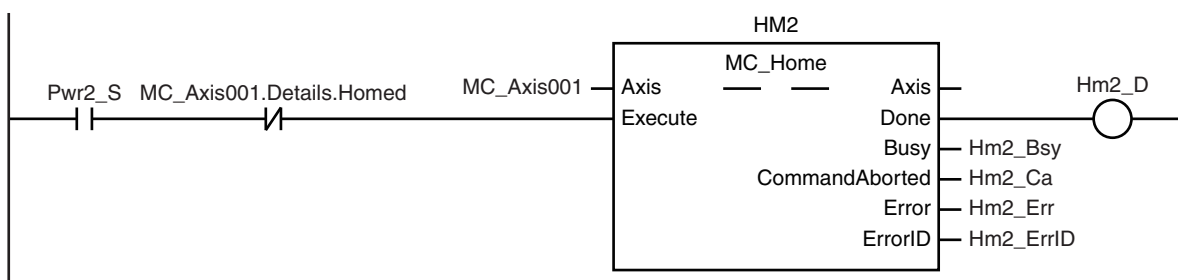 HM2
MC_Home
Pwr2_S MC_Axis001.Details.Homed MC_Axis001 Axis Axis Hm2_D
Execute Done
Busy Hm2_Bsy
CommandAborted Hm2_Ca
Error Hm2_Err
ErrorID Hm2_ErrID